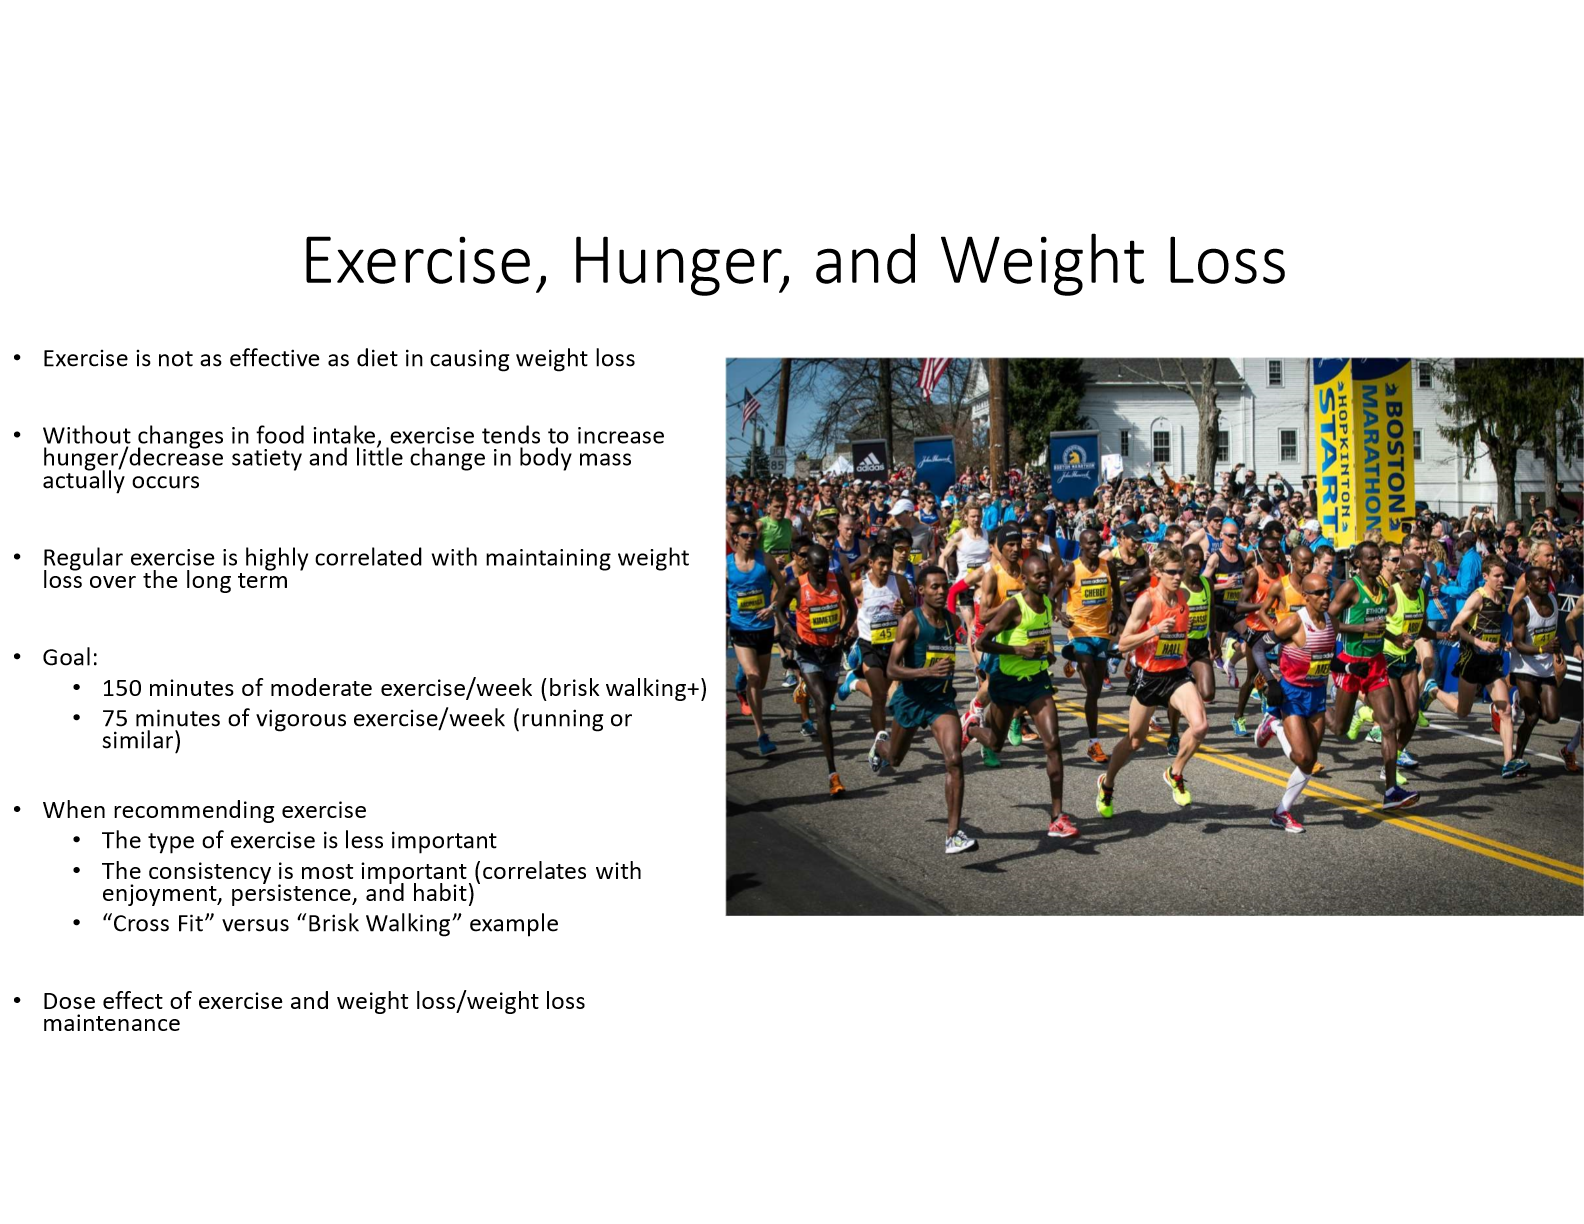 Exercise, Hunger, and Weight Loss
• Exercise is not as effective as diet in causing weight loss
• Without changes in food intake, exercise tends to increase
hunger/decrease satiety and little change in body mass
actually occurs
• Regular exercise is highly correlated with maintaining weight
loss over the long term
• Goal:
• 150 minutes of moderate exercise/week (brisk walking+)
• 75 minutes of vigorous exercise/week (running or
similar)
• When recommending exercise
• The type of exercise is less important
• The consistency is most important (correlates with
enjoyment, persistence, and habit)
• “Cross Fit” versus “Brisk Walking” example
• Dose effect of exercise and weight loss/weight loss
maintenance
85
adidas
John Hancock
BOSTON MARATHON
John Hancock
HOPKINTON
START
BOSTON
MARATHON
CHEBET
45
HALL
ETHIOPIA
MEB